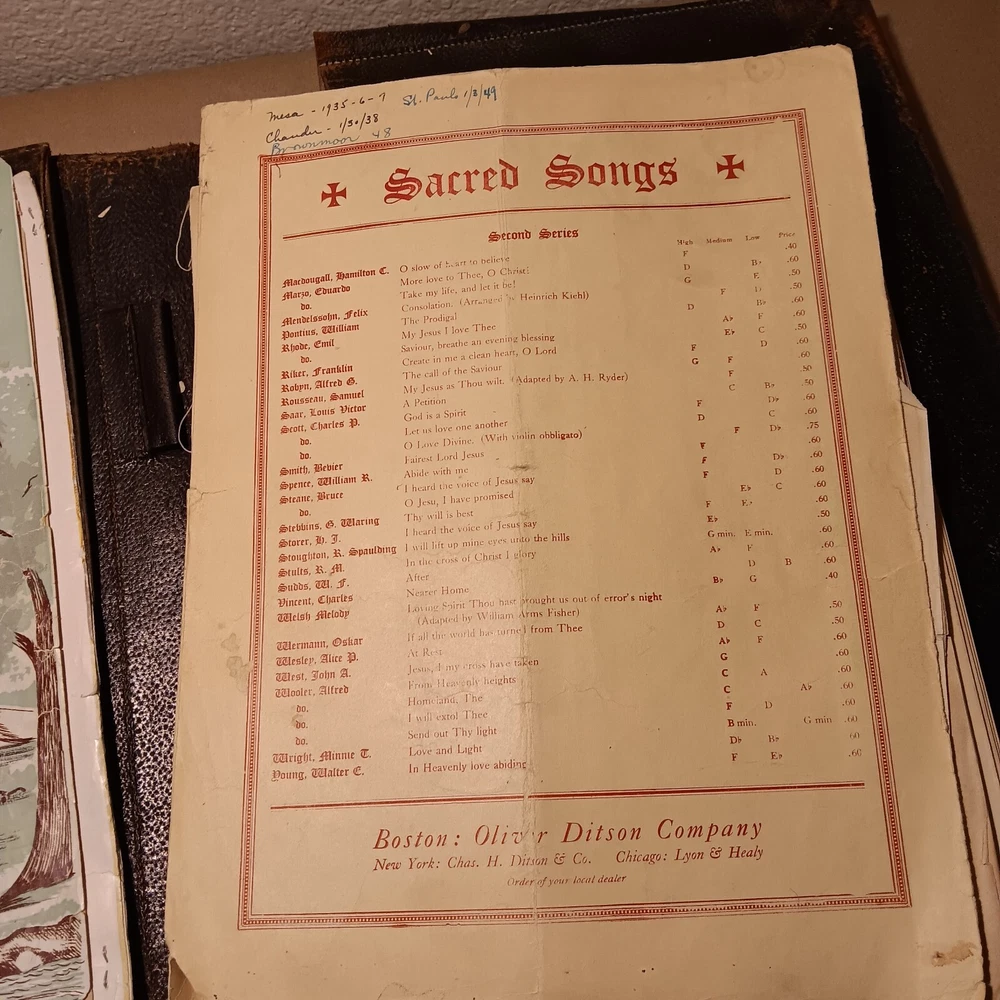 Mesa - 1935-6-7 St. Pauls 1/2/49
Chandler - 1/30/38
Brownmoor 48
Sacred Songs
Second Series
High Medium Low Price
Macdougall, Hamilton C. O slow of heart to believe F .40
Marzo, Eduardo More love to Thee, O Christ! D B♭ .60
do. Take my life, and let it be! G E .50
Mendelssohn, Felix Consolation. (Arranged by Heinrich Kiehl) F D .50
Pontius, William The Prodigal D B♭ .60
Rhode, Emil My Jesus I love Thee A♭ F .60
do. Saviour, breathe an evening blessing E♭ C .50
Riker, Franklin Create in me a clean heart, O Lord F D .60
Robyn, Alfred G. The call of the Saviour G F .60
Rousseau, Samuel My Jesus as Thou wilt. (Adapted by A. H. Ryder) F .50
Saar, Louis Victor A Petition C B♭ .50
Scott, Charles P. God is a Spirit F D♭ .60
do. Let us love one another D C .60
do. O Love Divine. (With violin obbligato) F D♭ .75
Smith, Bevier Fairest Lord Jesus F .60
Spence, William R. Abide with me F D♭ .60
Steane, Bruce I heard the voice of Jesus say F D .60
do. O Jesu, I have promised E♭ C .60
Stebbins, G. Waring Thy will is best F E♭ .60
Storer, H. J. I heard the voice of Jesus say E♭ .50
Stoughton, R. Spaulding I will lift up mine eyes unto the hills G min. E min. .60
Stults, R. M. In the cross of Christ I glory A♭ F .60
Sudds, W. F. After D B .60
Vincent, Charles Nearer Home B♭ G .40
Welsh Melody Loving Spirit Thou hast brought us out of error's night
(Adapted by William Arms Fisher) A♭ F .50
Wermann, Oskar If all the world has turned from Thee D C .50
Wesley, Alice P. At Rest A♭ F .60
West, John A. Jesus, I my cross have taken G
Wooler, Alfred From Heavenly heights C A .60
do. Homeland, The C A♭ .60
do. I will extol Thee F D
do. Send out Thy light B min. G min .60
Wright, Minnie T. Love and Light D♭ B♭ 60
Young, Walter E. In Heavenly love abiding F E♭ .60
Boston: Oliver Ditson Company
New York: Chas. H. Ditson & Co. Chicago: Lyon & Healy
Order of your local dealer